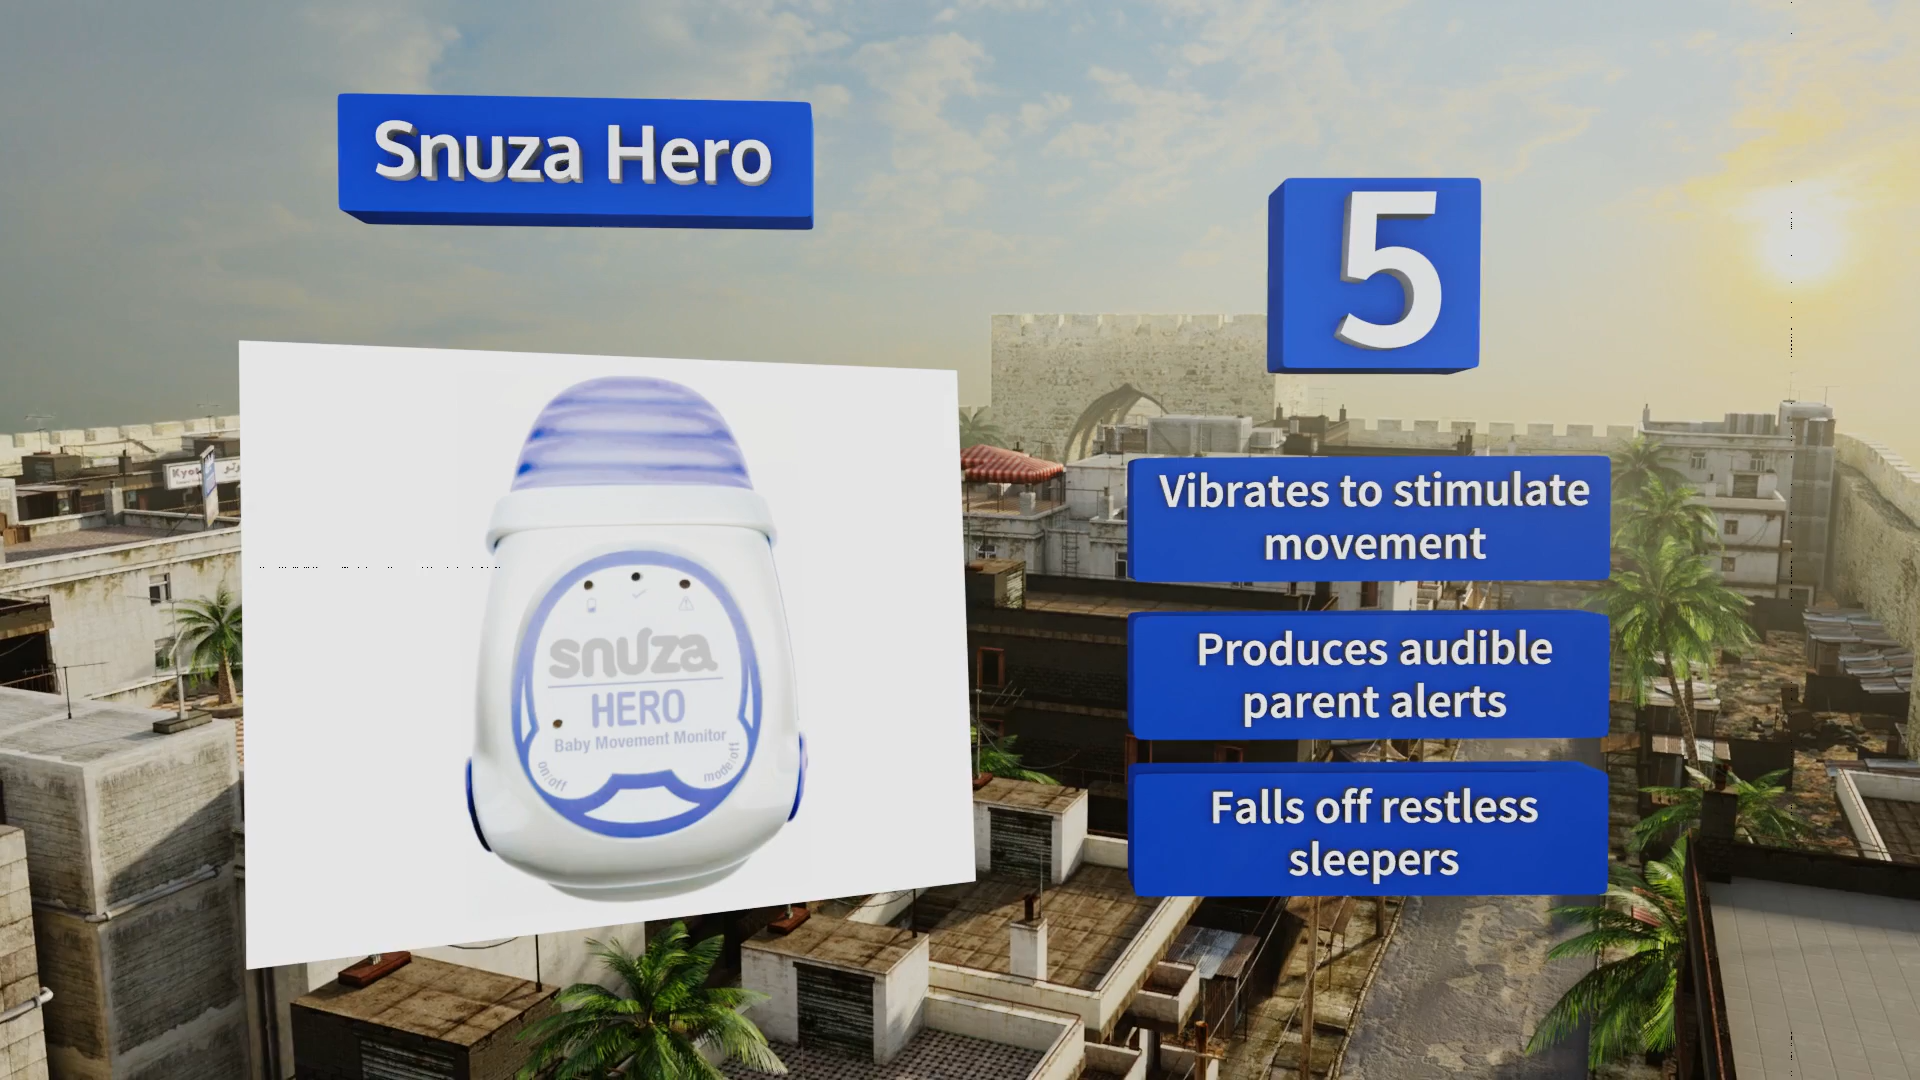 Snuza Hero
5
snuza
HERO
Baby Movement Monitor
on/off
mode/off
Vibrates to stimulate
movement
Produces audible
parent alerts
Falls off restless
sleepers